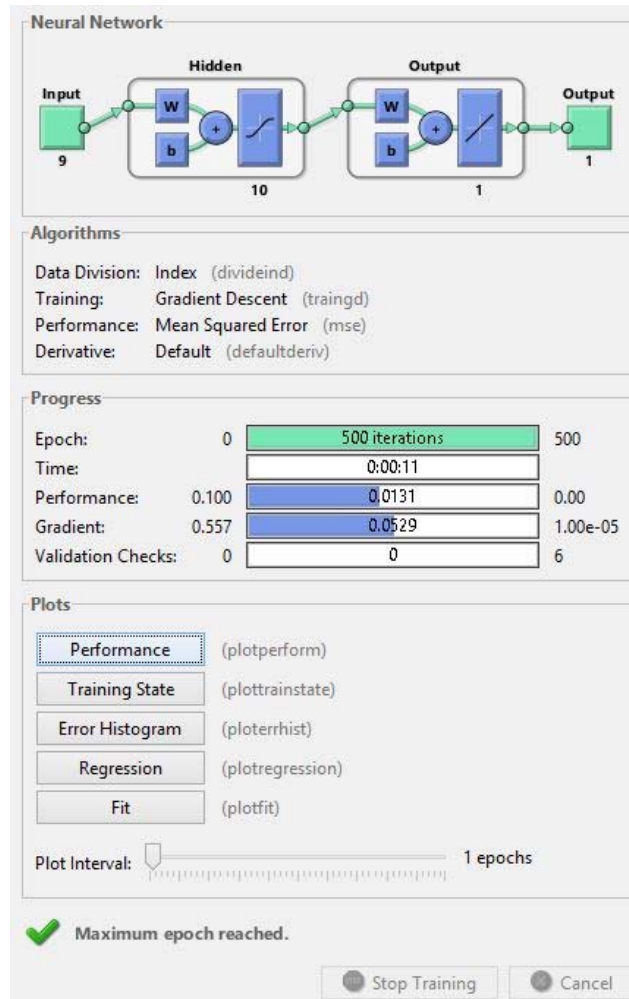 Neural Network
Hidden Output
Input Output
W W
b + b +
9 10 1 1
Algorithms
Data Division: Index (divideind)
Training: Gradient Descent (traingd)
Performance: Mean Squared Error (mse)
Derivative: Default (defaultderiv)
Progress
Epoch: 0 500 iterations 500
Time: 0:00:11
Performance: 0.100 0.0131 0.00
Gradient: 0.557 0.0529 1.00e-05
Validation Checks: 0 0 6
Plots
Performance (plotperform)
Training State (plottrainstate)
Error Histogram (ploterrhist)
Regression (plotregression)
Fit (plotfit)
Plot Interval: 1 epochs
Maximum epoch reached.
Stop Training Cancel